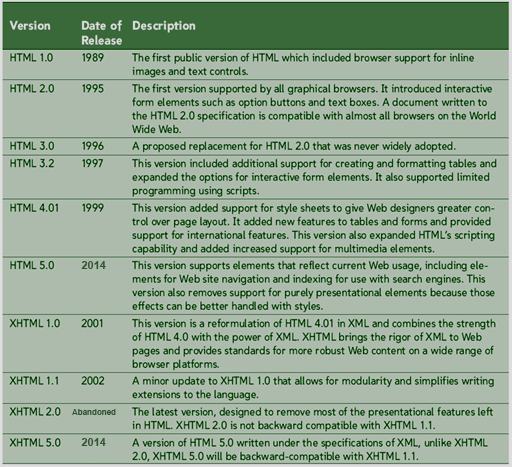 Version Date of Release Description
HTML 1.0 1989 The first public version of HTML which included browser support for inline
images and text controls.
HTML 2.0 1995 The first version supported by all graphical browsers. It introduced interactive
form elements such as option buttons and text boxes. A document written to
the HTML 2.0 specification is compatible with almost all browsers on the World
Wide Web.
HTML 3.0 1996 A proposed replacement for HTML 2.0 that was never widely adopted.
HTML 3.2 1997 This version included additional support for creating and formatting tables and
expanded the options for interactive form elements. It also supported limited
programming using scripts.
HTML 4.01 1999 This version added support for style sheets to give Web designers greater con-
trol over page layout. It added new features to tables and forms and provided
support for international features. This version also expanded HTML's scripting
capability and added increased support for multimedia elements.
HTML 5.0 2014 This version supports elements that reflect current Web usage, including ele-
ments for Web site navigation and indexing for use with search engines. This
version also removes support for purely presentational elements because those
effects can be better handled with styles.
XHTML 1.0 2001 This version is a reformulation of HTML 4.01 in XML and combines the strength
of HTML 4.0 with the power of XML. XHTML brings the rigor of XML to Web
pages and provides standards for more robust Web content on a wide range of
browser platforms.
XHTML 1.1 2002 A minor update to XHTML 1.0 that allows for modularity and simplifies writing
extensions to the language.
XHTML 2.0 Abandoned The latest version, designed to remove most of the presentational features left
in HTML. XHTML 2.0 is not backward compatible with XHTML 1.1.
XHTML 5.0 2014 A version of HTML 5.0 written under the specifications of XML, unlike XHTML
2.0, XHTML 5.0 will be backward-compatible with XHTML 1.1.